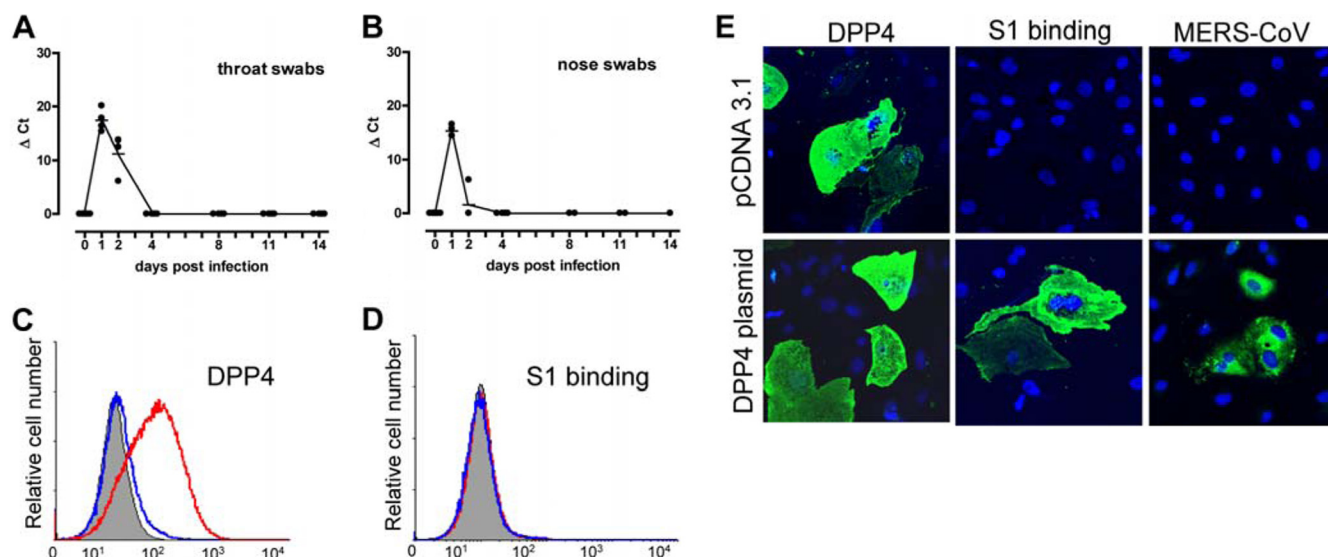 A
throat swabs
Δ Ct
30
20
10
0
0 1 2 4 8 11 14
days post infection
B
nose swabs
Δ Ct
30
20
10
0
0 1 2 4 8 11 14
days post infection
C
DPP4
Relative cell number
0 10¹ 10² 10³ 10⁴
D
S1 binding
Relative cell number
0 10¹ 10² 10³ 10⁴
E
DPP4 S1 binding MERS-CoV
pCDNA 3.1
DPP4 plasmid